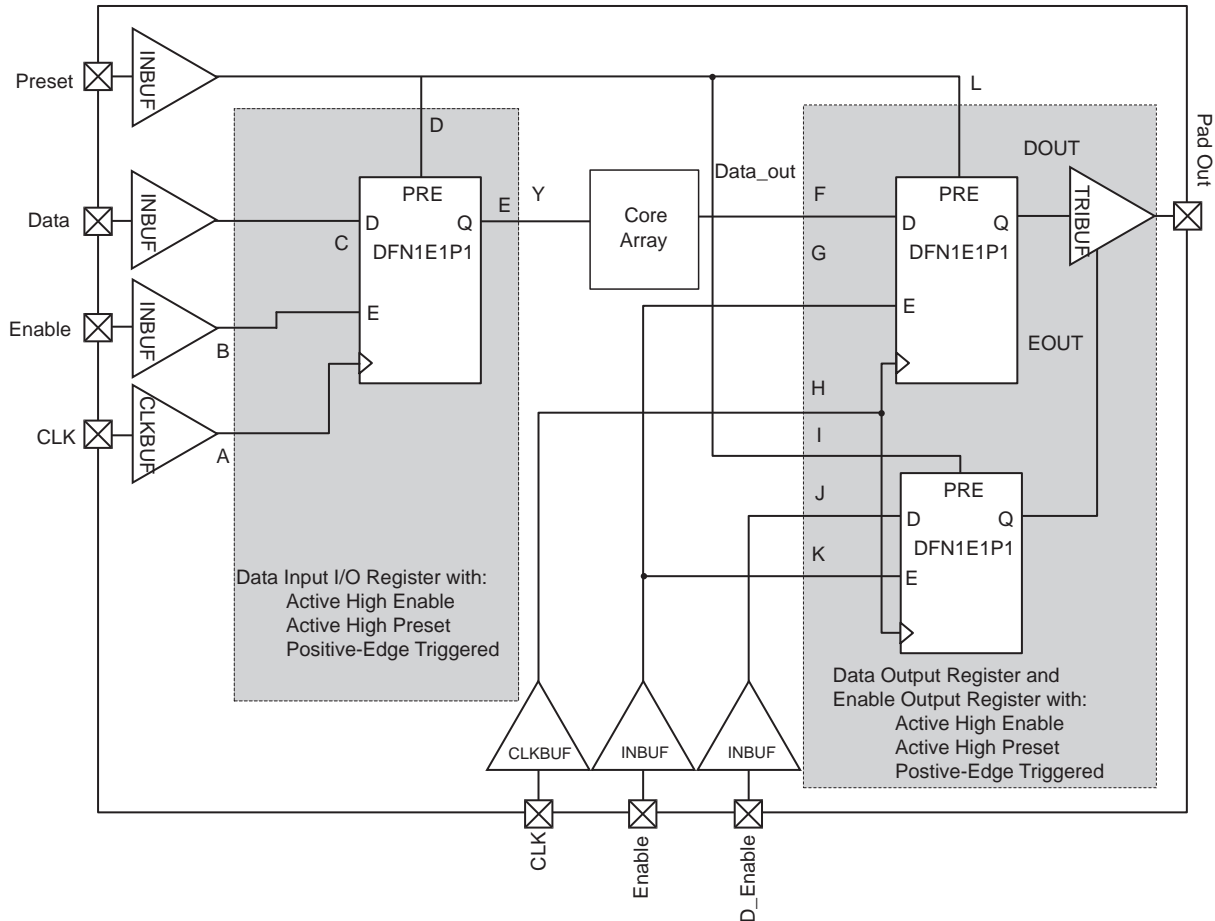 Preset
INBUF
L
D
Pad Out
DOUT
Data
INBUF
PRE
D
Q
DFN1E1P1
C
E
Y
Core
Array
Data_out
F
G
PRE
D
Q
DFN1E1P1
E
TRIBUF
EOUT
Enable
INBUF
B
E
CLK
CLKBUF
A
H
I
J
K
PRE
D
Q
DFN1E1P1
E
Data Input I/O Register with:
Active High Enable
Active High Preset
Positive-Edge Triggered
Data Output Register and
Enable Output Register with:
Active High Enable
Active High Preset
Postive-Edge Triggered
CLKBUF
INBUF
INBUF
CLK
Enable
D_Enable